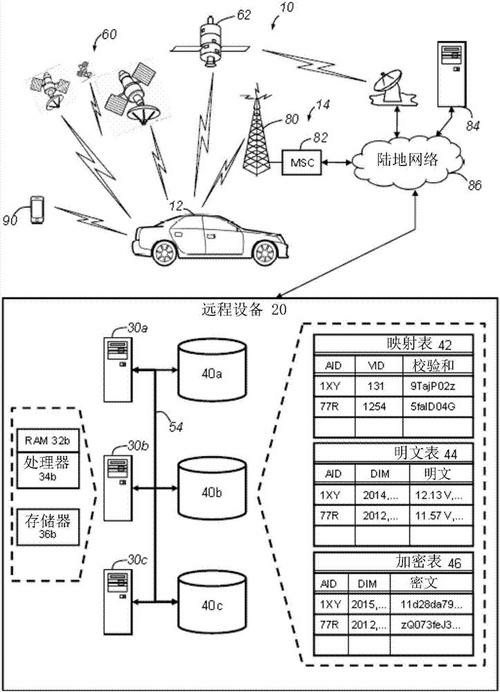 60
62
10
14
80
MSC
82
84
陆地网络
86
90
12
远程设备 20
30a
40a
54
RAM 32b
处理器
34b
存储器
36b
30b
40b
30c
40c
映射表 42
AID VID 校验和
1XY 131 9TajP02z
77R 1254 5faID04G
明文表 44
AID DIM 明文
1XY 2014,... 12.13 V,...
77R 2012,... 11.57 V,...
加密表 46
AID DIM 密文
1XY 2015,... 11d28da79...
77R 2012,... zQ073feJ3...